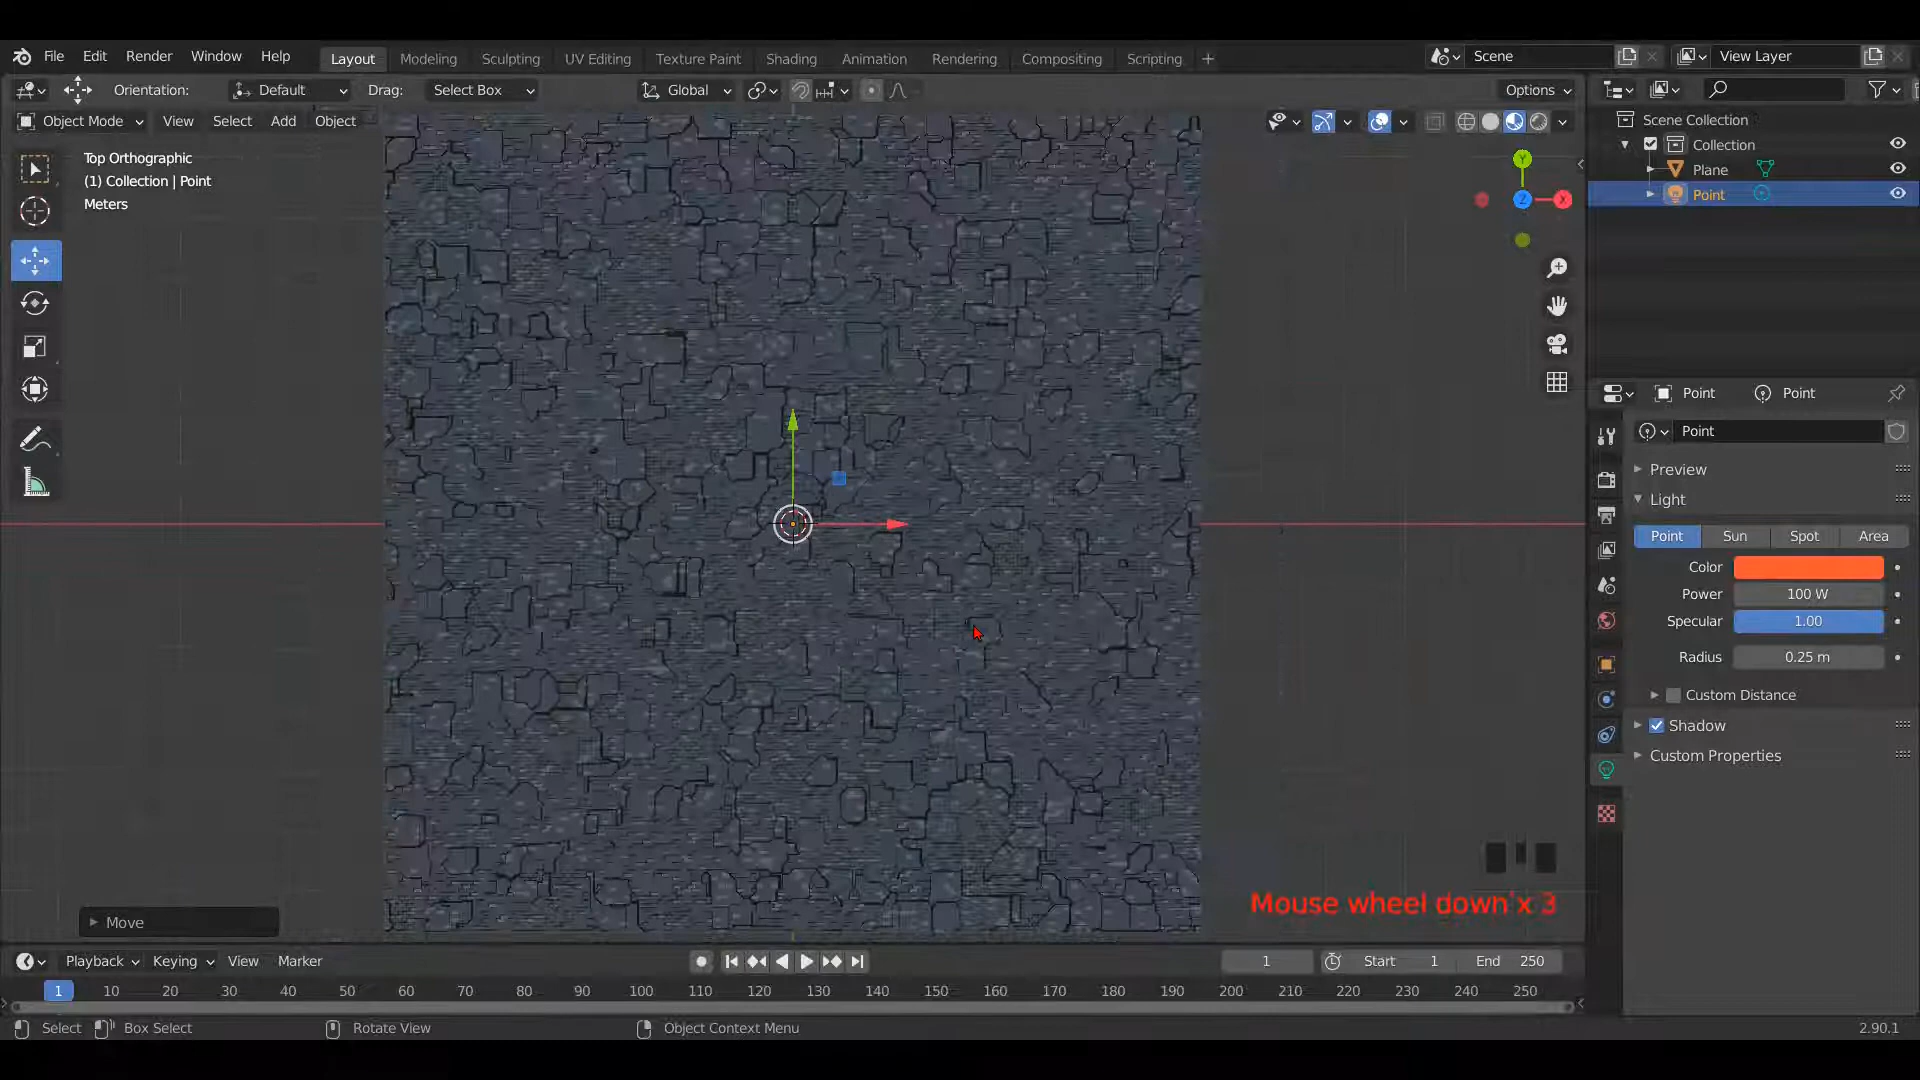 File Edit Render Window Help Layout Modeling Sculpting UV Editing Texture Paint Shading Animation Rendering Compositing Scripting + Scene View Layer
Orientation: Default Drag: Select Box Global Options
Object Mode View Select Add Object
Top Orthographic
(1) Collection | Point
Meters
Y
Z
X
Scene Collection
Collection
Plane
Point
Point Point
Point
Preview
Light
Point Sun Spot Area
Color
Power 100 W
Specular 1.00
Radius 0.25 m
Custom Distance
Shadow
Custom Properties
Mouse wheel down x 3
Move
Playback Keying View Marker 1 Start 1 End 250
1 10 20 30 40 50 60 70 80 90 100 110 120 130 140 150 160 170 180 190 200 210 220 230 240 250
Select Box Select Rotate View Object Context Menu 2.90.1